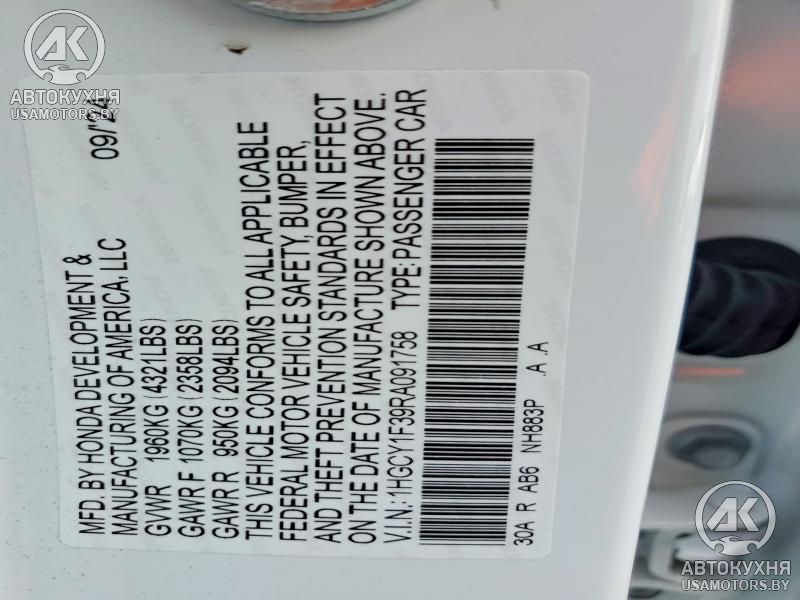 MFD. BY HONDA DEVELOPMENT &
MANUFACTURING OF AMERICA, LLC 09/24
GVWR 1960KG (4321LBS)
GAWR F 1070KG (2358LBS)
GAWR R 950KG (2094LBS)
THIS VEHICLE CONFORMS TO ALL APPLICABLE
FEDERAL MOTOR VEHICLE SAFETY, BUMPER,
AND THEFT PREVENTION STANDARDS IN EFFECT
ON THE DATE OF MANUFACTURE SHOWN ABOVE.
V.I.N.: 1HGCY1F39RA091758 TYPE: PASSENGER CAR
30A R AB6 NH883P .A .A
АК
АВТОКУХНЯ
USAMOTORS.BY
АК
АВТОКУХНЯ
USAMOTORS.BY